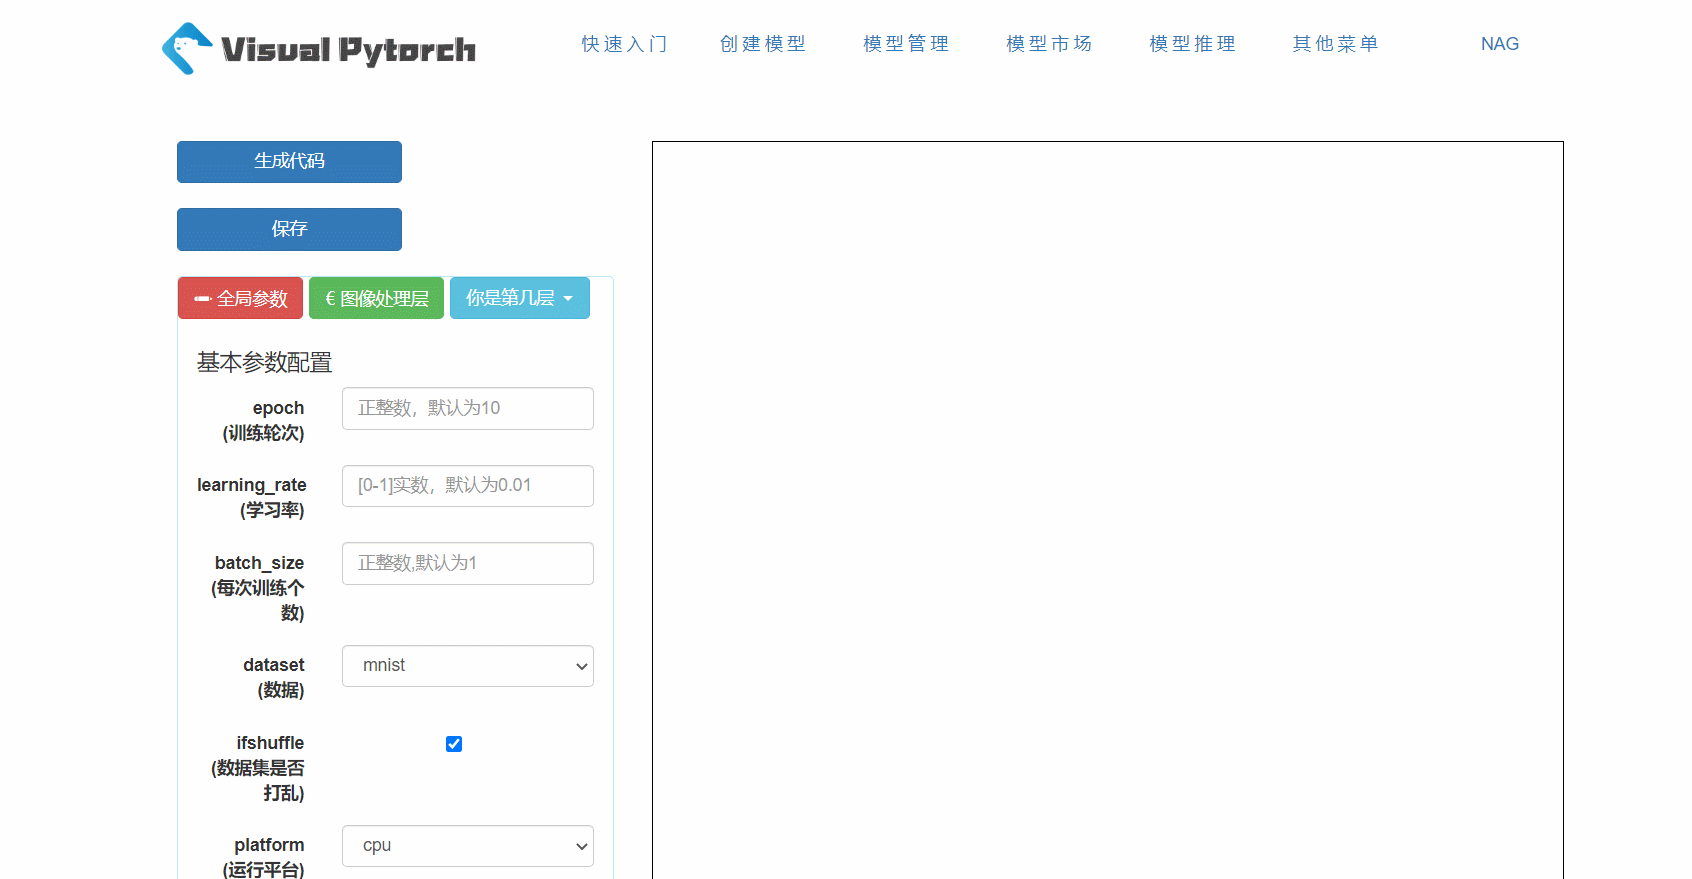 Visual Pytorch
快速入门 创建模型 模型管理 模型市场 模型推理 其他菜单 NAG
生成代码
保存
全局参数 € 图像处理层 你是第几层
基本参数配置
epoch 正整数，默认为10
(训练轮次)
learning_rate [0-1]实数，默认为0.01
(学习率)
batch_size 正整数,默认为1
(每次训练个
数)
dataset mnist
(数据)
ifshuffle
(数据集是否
打乱)
platform cpu
(运行平台)